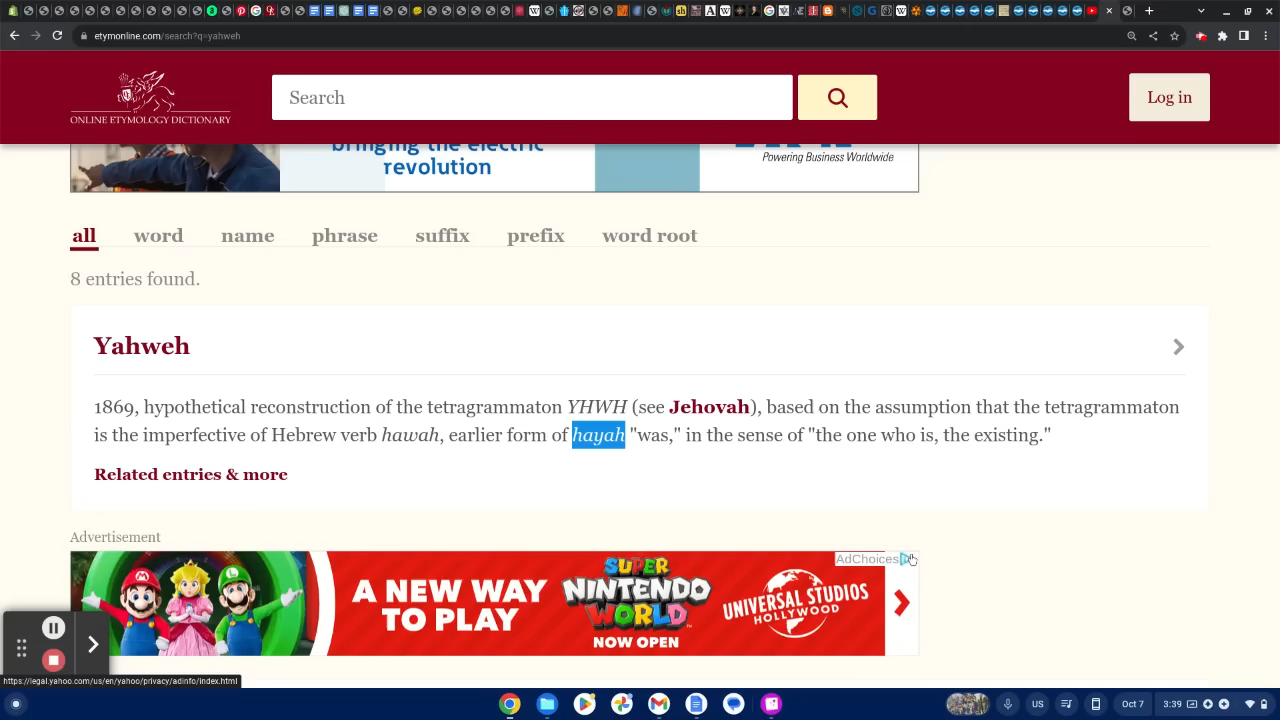 etymonline.com/search?q=yahweh
ONLINE ETYMOLOGY DICTIONARY
Search
Log in
bringing the electric
revolution
Powering Business Worldwide
all word name phrase suffix prefix word root
8 entries found.
Yahweh
1869, hypothetical reconstruction of the tetragrammaton YHWH (see Jehovah), based on the assumption that the tetragrammaton
is the imperfective of Hebrew verb hawah, earlier form of hayah "was," in the sense of "the one who is, the existing."
Related entries & more
Advertisement
AdChoices
A NEW WAY
TO PLAY
SUPER
NINTENDO
WORLD
NOW OPEN
UNIVERSAL STUDIOS
HOLLYWOOD
https://legal.yahoo.com/us/en/yahoo/privacy/adinfo/index.html
US
Oct 7
3:39